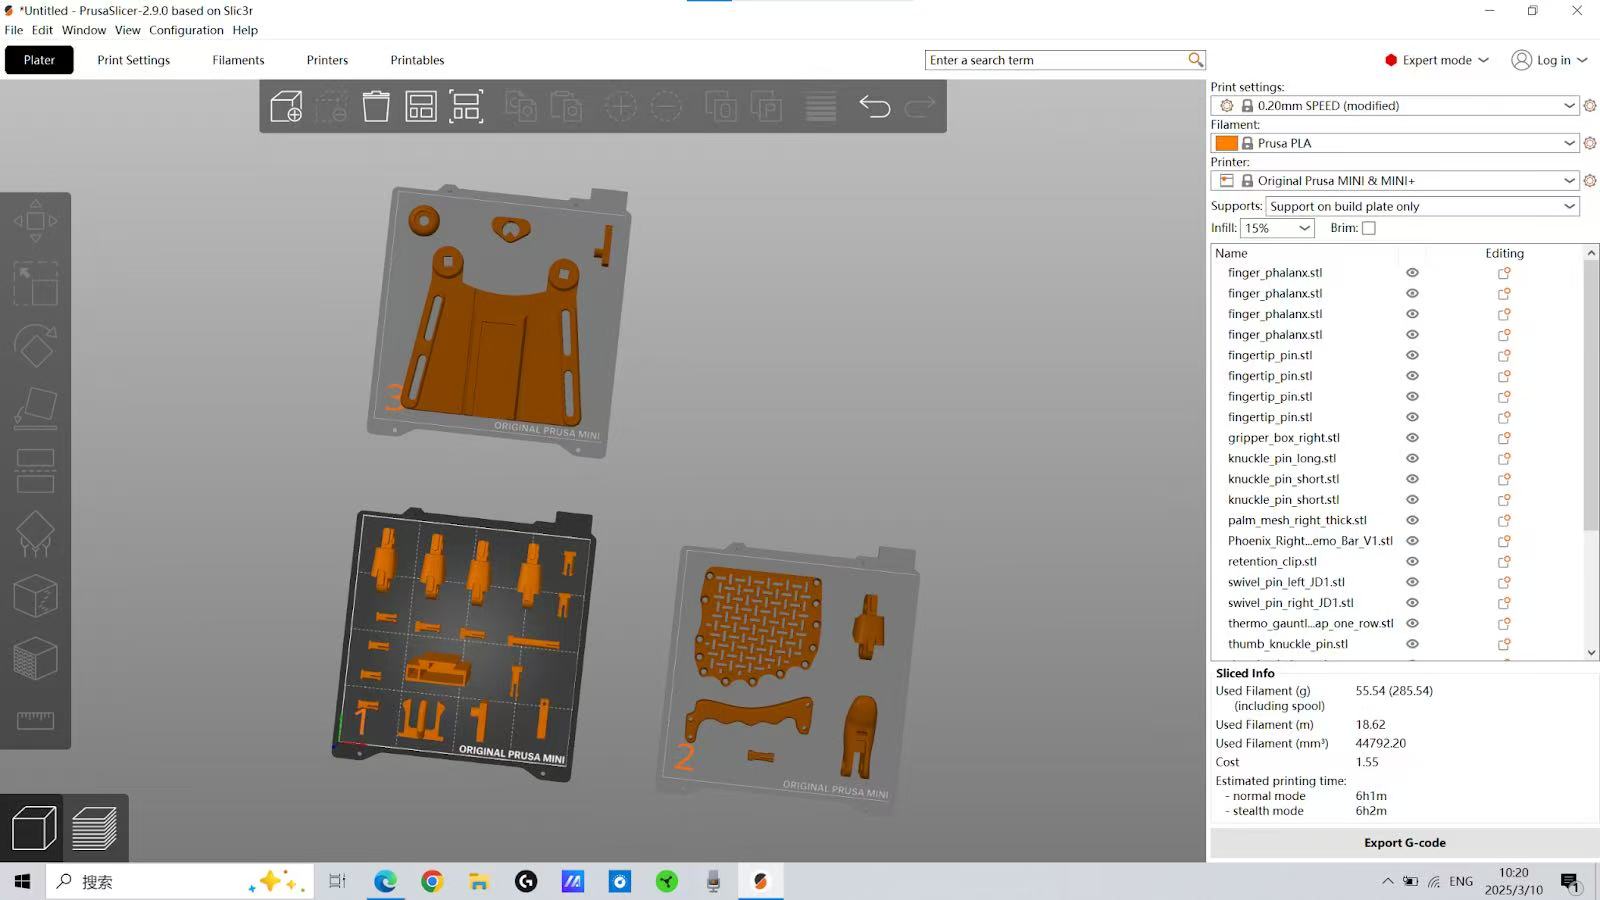 *Untitled - PrusaSlicer-2.9.0 based on Slic3r
File Edit Window View Configuration Help
Plater Print Settings Filaments Printers Printables
Enter a search term
Expert mode
Log in
Print settings:
0.20mm SPEED (modified)
Filament:
Prusa PLA
Printer:
Original Prusa MINI & MINI+
Supports: Support on build plate only
Infill: 15% Brim:
Name Editing
finger_phalanx.stl
finger_phalanx.stl
finger_phalanx.stl
finger_phalanx.stl
fingertip_pin.stl
fingertip_pin.stl
fingertip_pin.stl
fingertip_pin.stl
gripper_box_right.stl
knuckle_pin_long.stl
knuckle_pin_short.stl
knuckle_pin_short.stl
palm_mesh_right_thick.stl
Phoenix_Right...emo_Bar_V1.stl
retention_clip.stl
swivel_pin_left_JD1.stl
swivel_pin_right_JD1.stl
thermo_gauntl...ap_one_row.stl
thumb_knuckle_pin.stl
Sliced Info
Used Filament (g) 55.54 (285.54)
(including spool)
Used Filament (m) 18.62
Used Filament (mm³) 44792.20
Cost 1.55
Estimated printing time:
- normal mode 6h1m
- stealth mode 6h2m
Export G-code
3
ORIGINAL PRUSA MINI
1
ORIGINAL PRUSA MINI
2
ORIGINAL PRUSA MINI
搜索
ENG
10:20
2025/3/10
1